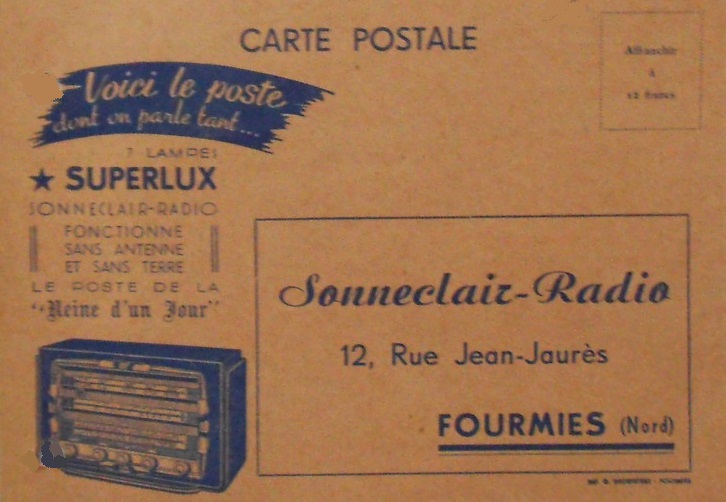 CARTE POSTALE
Affranchir
à
12 francs
Voici le poste
dont on parle tant...
7 LAMPES
★ SUPERLUX
SONNECLAIR-RADIO
FONCTIONNE
SANS ANTENNE
ET SANS TERRE
LE POSTE DE LA
"Reine d'un Jour"
Sonneclair-Radio
12, Rue Jean-Jaurès
FOURMIES (Nord)